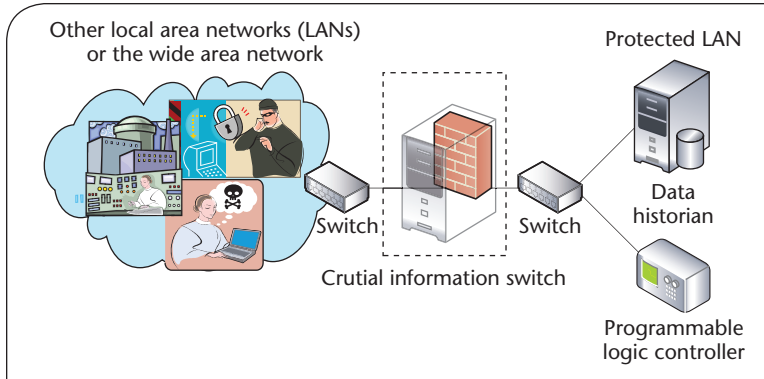 Other local area networks (LANs)
or the wide area network
Protected LAN
Switch
Switch
Data
historian
Crutial information switch
Programmable
logic controller